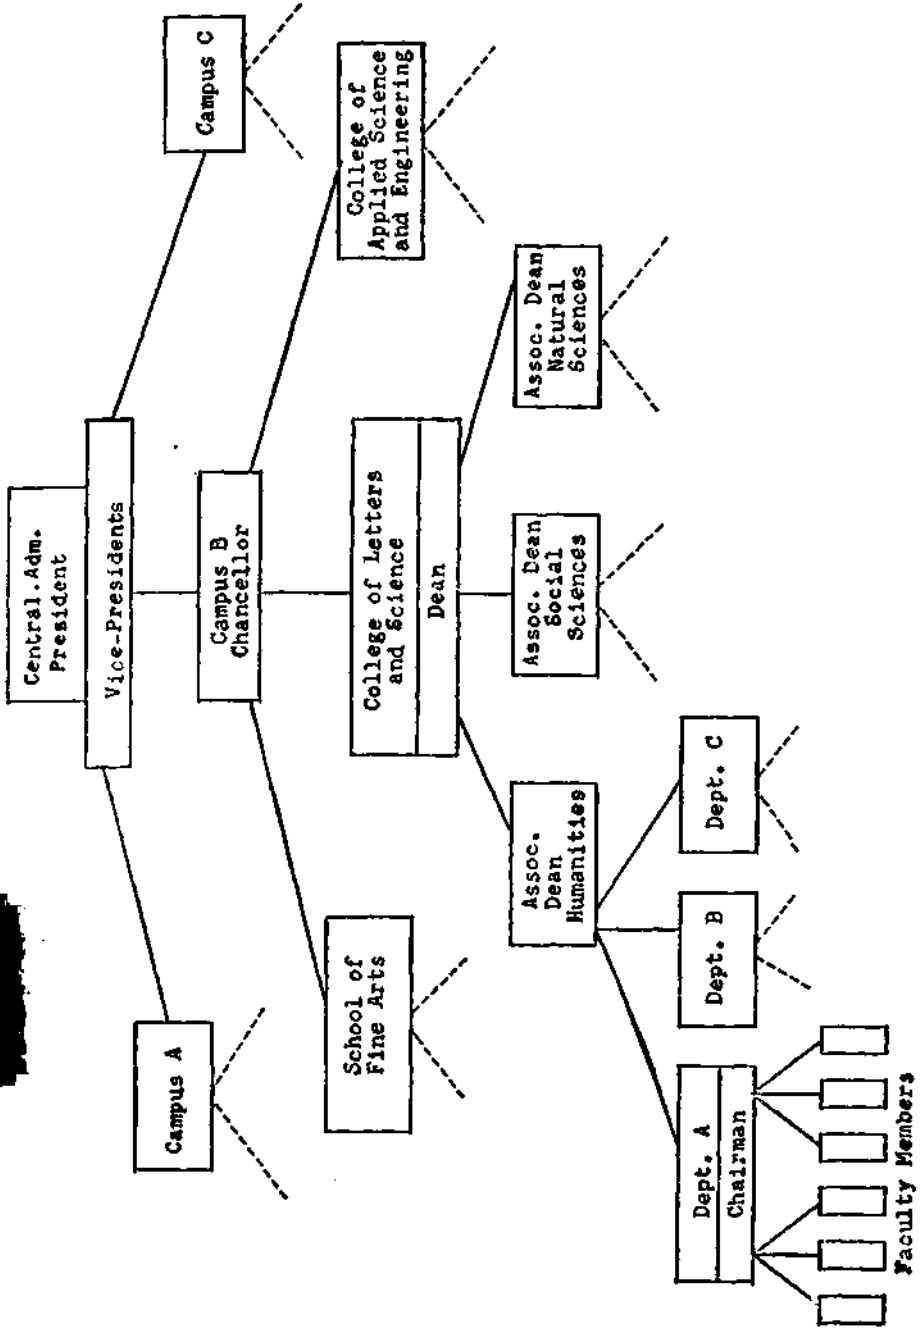 Central.Adm.
President
Vice-Presidents
Campus A
Campus B
Chancellor
Campus C
School of
Fine Arts
College of Letters
and Science
Dean
College of
Applied Science
and Engineering
Assoc.
Dean
Humanities
Assoc. Dean
Social
Sciences
Assoc. Dean
Natural
Sciences
Dept. A
Chairman
Dept. B
Dept. C
Faculty Members